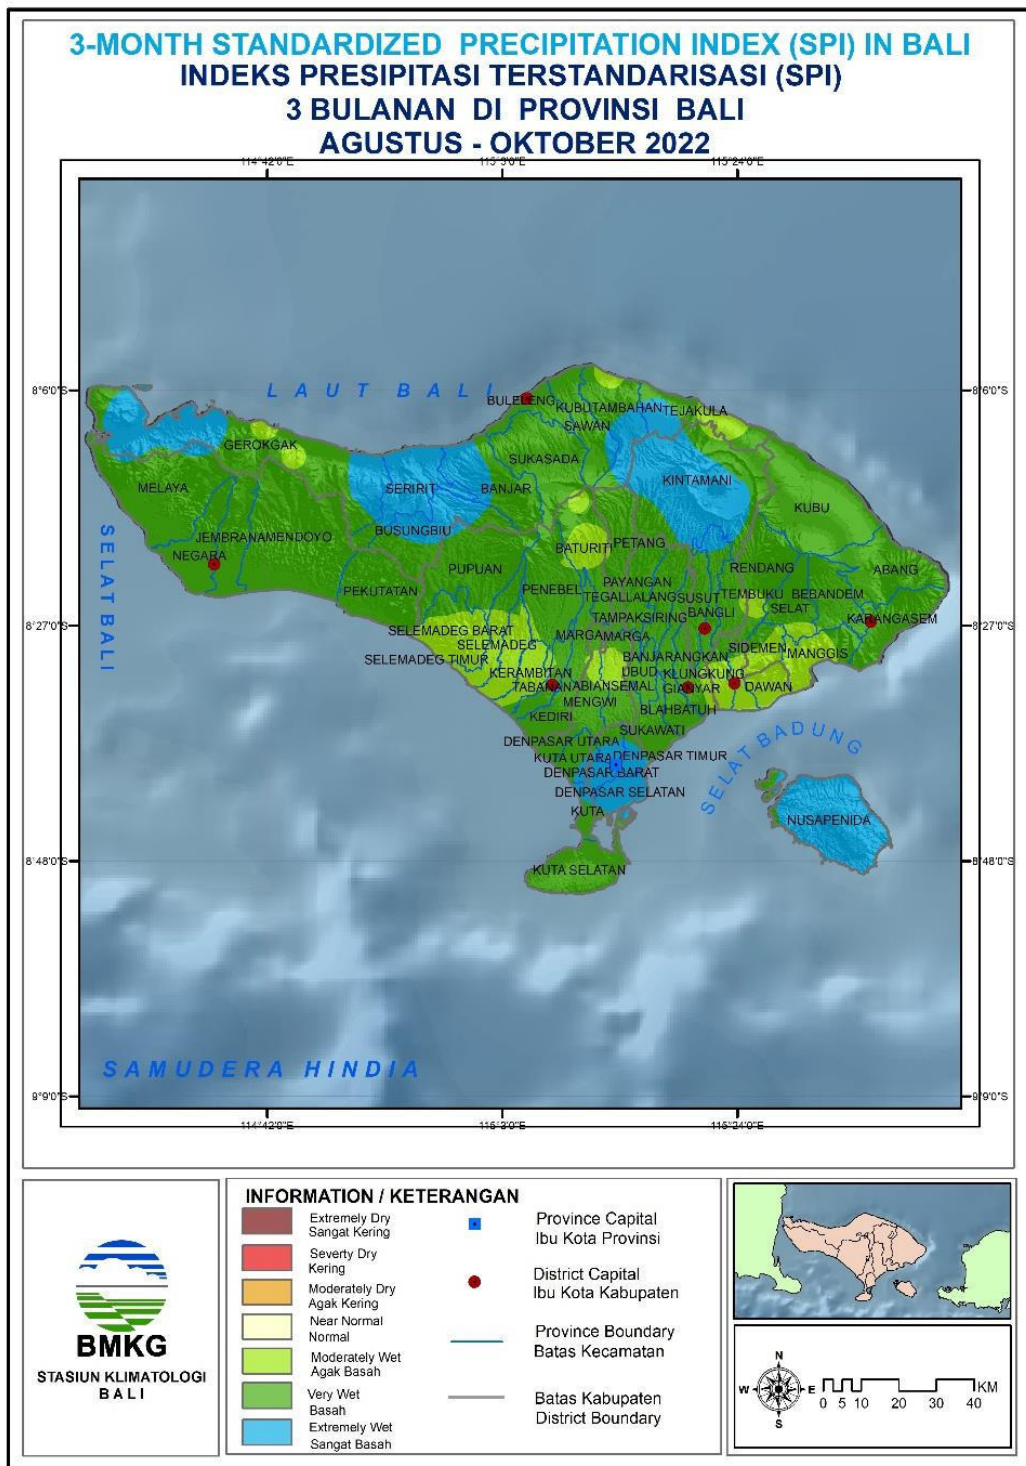 3-MONTH STANDARDIZED PRECIPITATION INDEX (SPI) IN BALI
INDEKS PRESIPITASI TERSTANDARISASI (SPI)
3 BULANAN DI PROVINSI BALI
AGUSTUS - OKTOBER 2022
114°42'0"E
115°3'0"E
115°24'0"E
8°6'0"S
8°6'0"S
LAUT BALI
BULELENG
KUBUTAMBAHAN
TEJAKULA
SAWAN
GEROKGAK
SUKASADA
MELAYA
SERIRIT
BANJAR
KINTAMANI
KUBU
SELAT BALI
JEMBRANA
MENDOYO
BUSUNGBIU
NEGARA
BATURITI
PETANG
PUPUAN
RENDANG
ABANG
PEKUTATAN
PENEBEL
PAYANGAN
TEGALLALANG
SUSUT
TEMBUKU
BEBANDEM
SELAT
BANGLI
TAMPAKSIRING
KARANGASEM
8°27'0"S
8°27'0"S
SELEMADEG BARAT
MARGA
MARGA
SELEMADEG
SIDEMEN
MANGGIS
SELEMADEG TIMUR
BANJARANGKAN
KERAMBITAN
UBUD
KLUNGKUNG
TABANAN
ABIANSEMAL
GIANYAR
DAWAN
MENGWI
BLAHBATUH
KEDIRI
SUKAWATI
DENPASAR UTARA
KUTA UTARA
DENPASAR TIMUR
DENPASAR BARAT
DENPASAR SELATAN
SELAT BADUNG
KUTA
NUSAPENIDA
8°48'0"S
8°48'0"S
KUTA SELATAN
SAMUDERA HINDIA
9°9'0"S
9°9'0"S
114°42'0"E
115°24'0"E
BMKG
STASIUN KLIMATOLOGI
BALI
INFORMATION / KETERANGAN
Extremely Dry
Sangat Kering
Severty Dry
Kering
Moderately Dry
Agak Kering
Near Normal
Normal
Moderately Wet
Agak Basah
Very Wet
Basah
Extremely Wet
Sangat Basah
Province Capital
Ibu Kota Provinsi
District Capital
Ibu Kota Kabupaten
Province Boundary
Batas Kecamatan
Batas Kabupaten
District Boundary
N
W E
S
KM
0 5 10 20 30 40